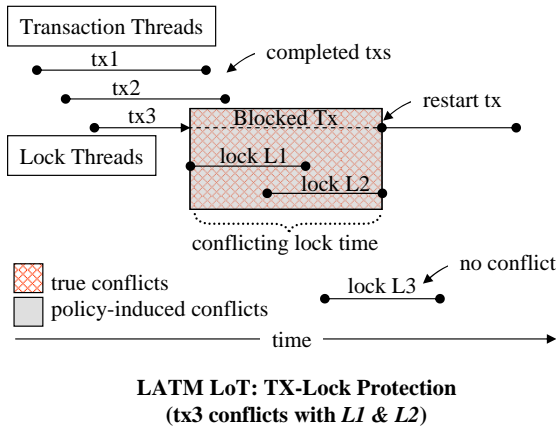 Transaction Threads
tx1
completed txs
tx2
tx3
Blocked Tx
restart tx
Lock Threads
lock L1
lock L2
conflicting lock time
no conflict
true conflicts
lock L3
policy-induced conflicts
time
LATM LoT: TX-Lock Protection
(tx3 conflicts with L1 & L2)